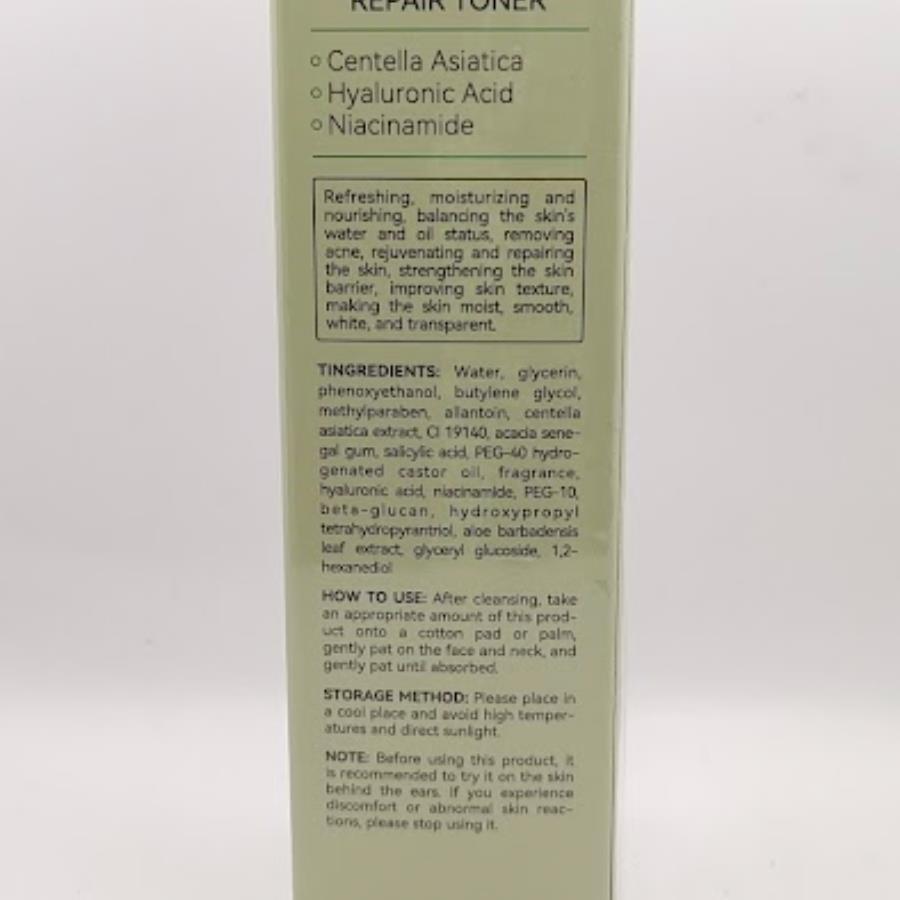 REPAIR TONER
Centella Asiatica
Hyaluronic Acid
Niacinamide
Refreshing, moisturizing and
nourishing, balancing the skin's
water and oil status, removing
acne, rejuvenating and repairing
the skin, strengthening the skin
barrier, improving skin texture,
making the skin moist, smooth,
white, and transparent.
TINGREDIENTS: Water, glycerin,
phenoxyethanol, butylene glycol,
methylparaben, allantoin, centella
asiatica extract, CI 19140, acacia sene-
gal gum, salicylic acid, PEG-40 hydro-
genated castor oil, fragrance,
hyaluronic acid, niacinamide, PEG-10,
beta-glucan, hydroxypropyl
tetrahydropyrantriol, aloe barbadensis
leaf extract, glyceryl glucoside, 1,2-
hexanediol
HOW TO USE: After cleansing, take
an appropriate amount of this prod-
uct onto a cotton pad or palm,
gently pat on the face and neck, and
gently pat until absorbed.
STORAGE METHOD: Please place in
a cool place and avoid high temper-
atures and direct sunlight.
NOTE: Before using this product, it
is recommended to try it on the skin
behind the ears. If you experience
discomfort or abnormal skin reac-
tions, please stop using it.